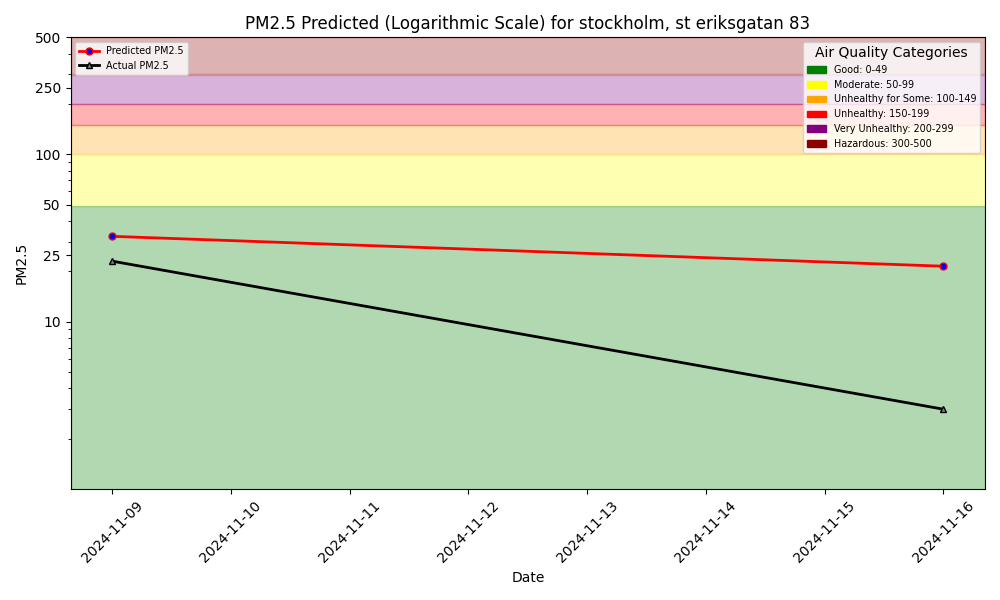 PM2.5 Predicted (Logarithmic Scale) for stockholm, st eriksgatan 83
Predicted PM2.5
Actual PM2.5
Air Quality Categories
Good: 0-49
Moderate: 50-99
Unhealthy for Some: 100-149
Unhealthy: 150-199
Very Unhealthy: 200-299
Hazardous: 300-500
500
250
100
50
25
10
PM2.5
2024-11-09
2024-11-10
2024-11-11
2024-11-12
2024-11-13
2024-11-14
2024-11-15
2024-11-16
Date